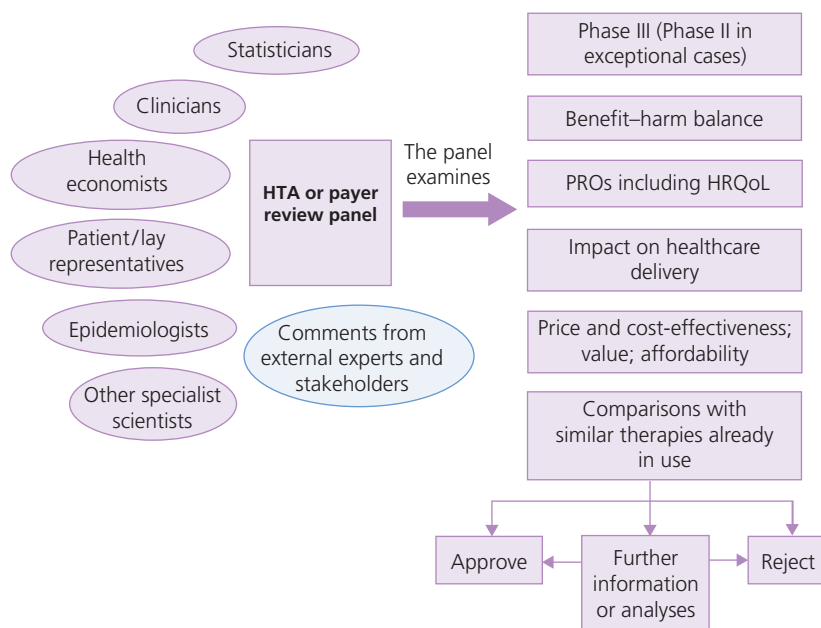 Statisticians
Clinicians
Health
economists
Patient/lay
representatives
Epidemiologists
Other specialist
scientists
HTA or payer
review panel
Comments from
external experts and
stakeholders
The panel
examines
Phase III (Phase II in
exceptional cases)
Benefit–harm balance
PROs including HRQoL
Impact on healthcare
delivery
Price and cost-effectiveness;
value; affordability
Comparisons with
similar therapies already
in use
Approve
Further
information
or analyses
Reject